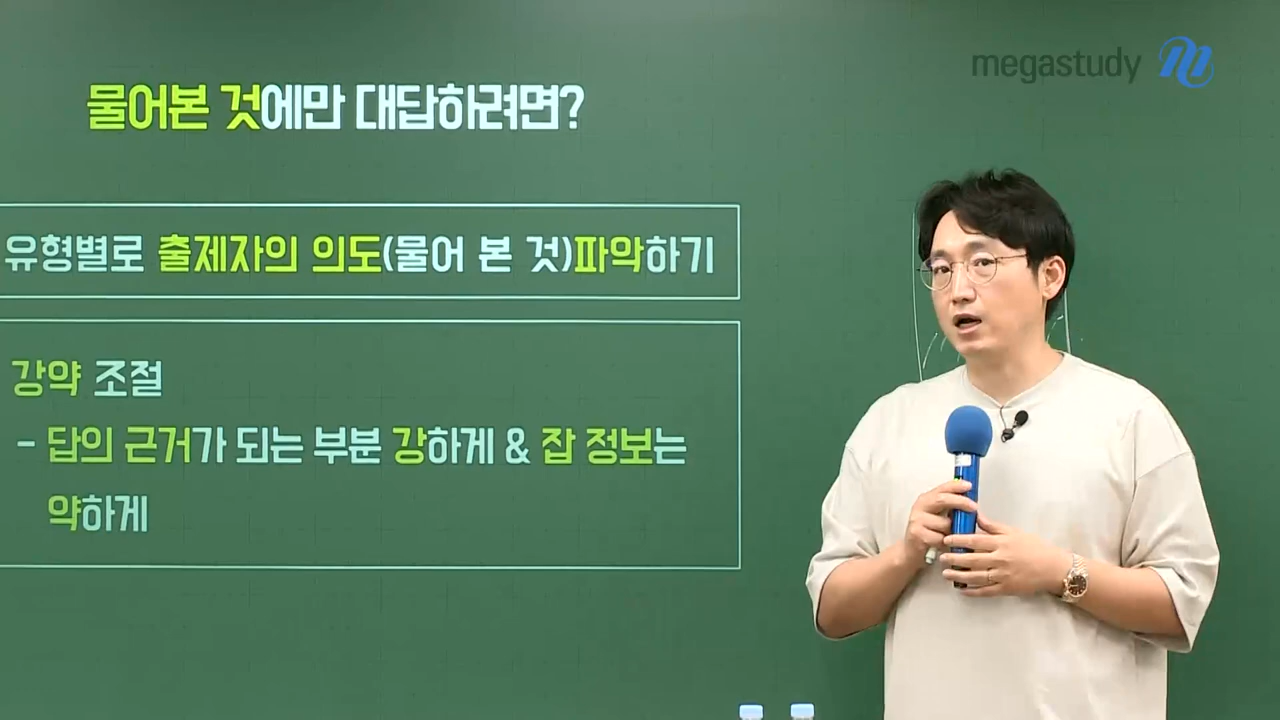 megastudy
물어본 것에만 대답하려면?
유형별로 출제자의 의도(물어 본 것)파악하기
강약 조절
- 답의 근거가 되는 부분 강하게 & 잡 정보는
약하게